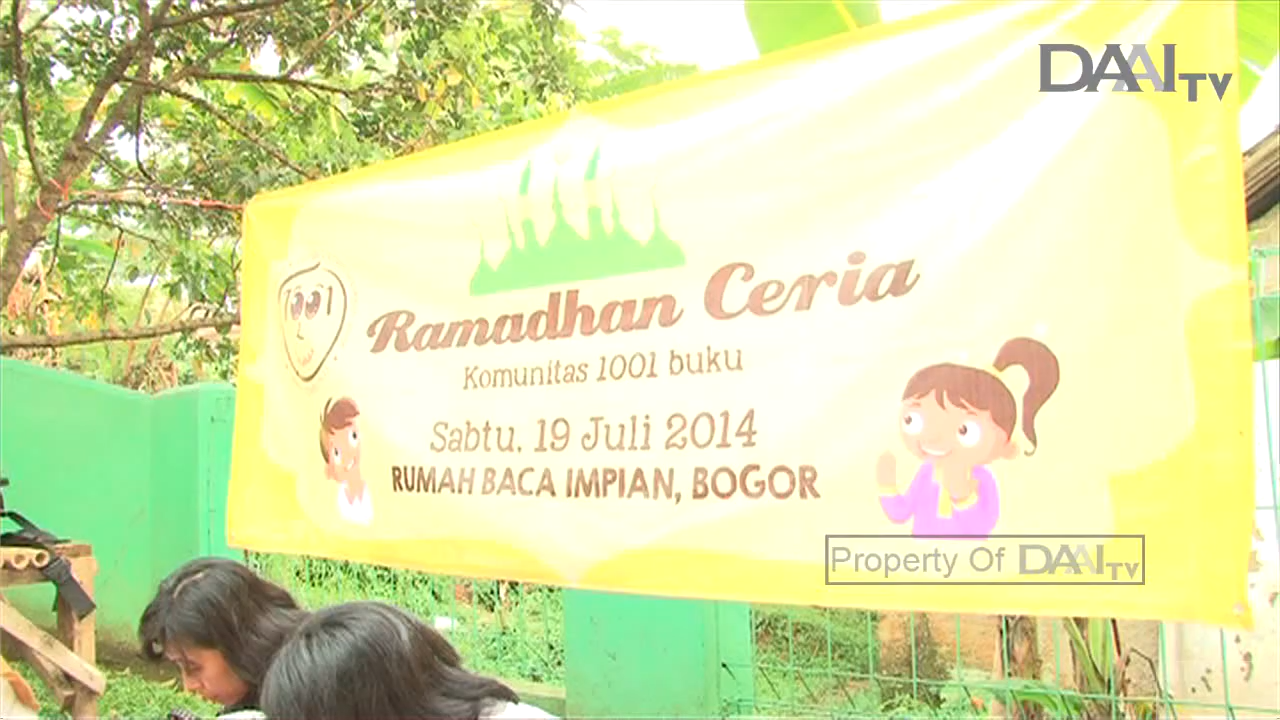 DAAI TV
1001
Ramadhan Ceria
Komunitas 1001 buku
Sabtu, 19 Juli 2014
RUMAH BACA IMPIAN, BOGOR
Property Of DAAI TV